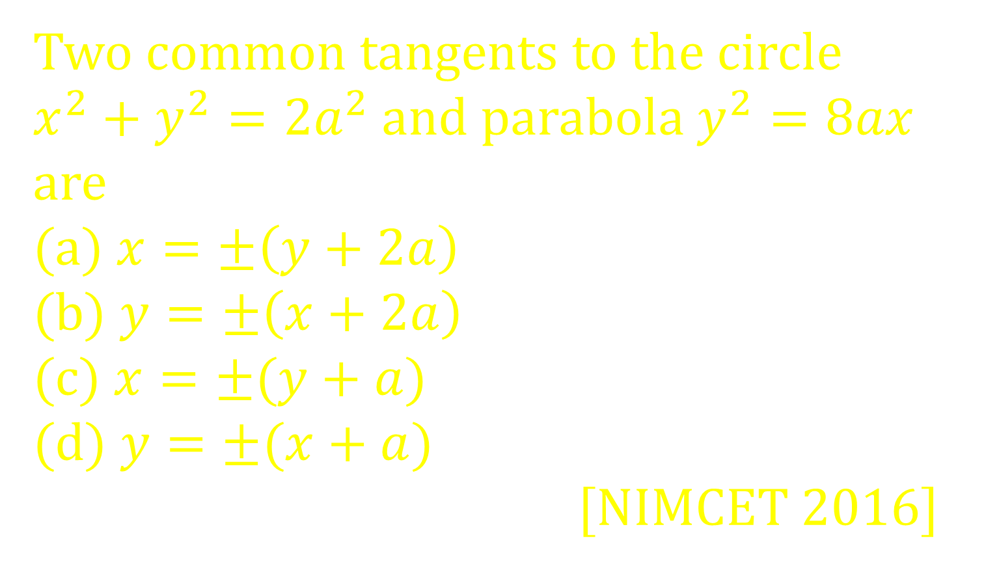 Two common tangents to the circle
𝑥² + 𝑦² = 2𝑎² and parabola 𝑦² = 8𝑎𝑥
are
(a) 𝑥 = ±(𝑦 + 2𝑎)
(b) 𝑦 = ±(𝑥 + 2𝑎)
(c) 𝑥 = ±(𝑦 + 𝑎)
(d) 𝑦 = ±(𝑥 + 𝑎)
[NIMCET 2016]